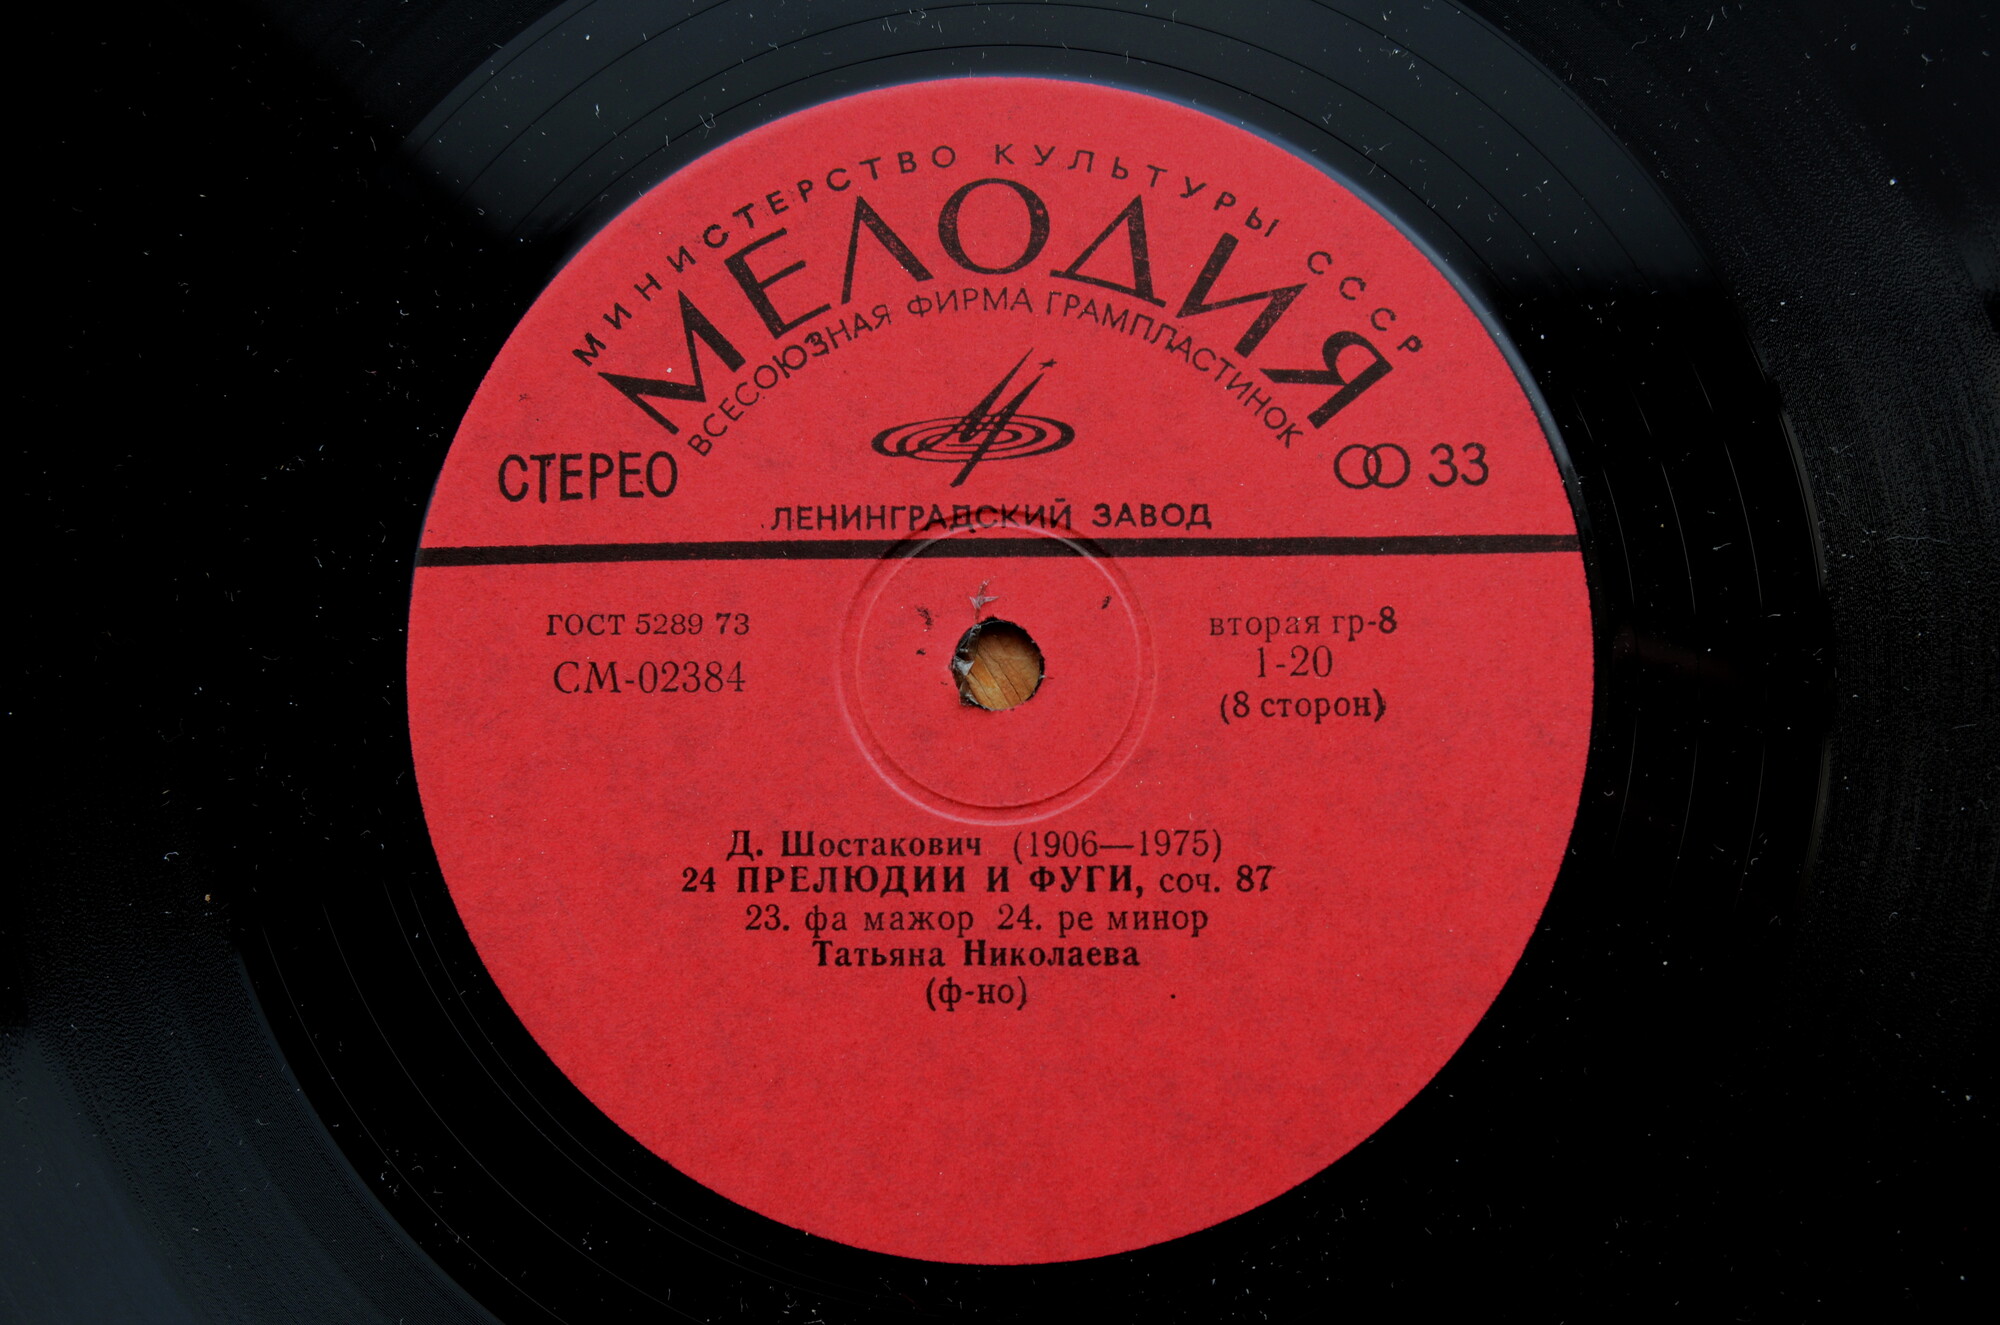 МИНИСТЕРСТВО КУЛЬТУРЫ СССР
МЕЛОДИЯ
ВСЕСОЮЗНАЯ ФИРМА ГРАМПЛАСТИНОК
СТЕРЕО
33
ЛЕНИНГРАДСКИЙ ЗАВОД
ГОСТ 5289 73
СМ-02384
вторая гр-8
1-20
(8 сторон)
Д. Шостакович (1906—1975)
24 ПРЕЛЮДИИ И ФУГИ, соч. 87
23. фа мажор 24. ре минор
Татьяна Николаева
(ф-но)